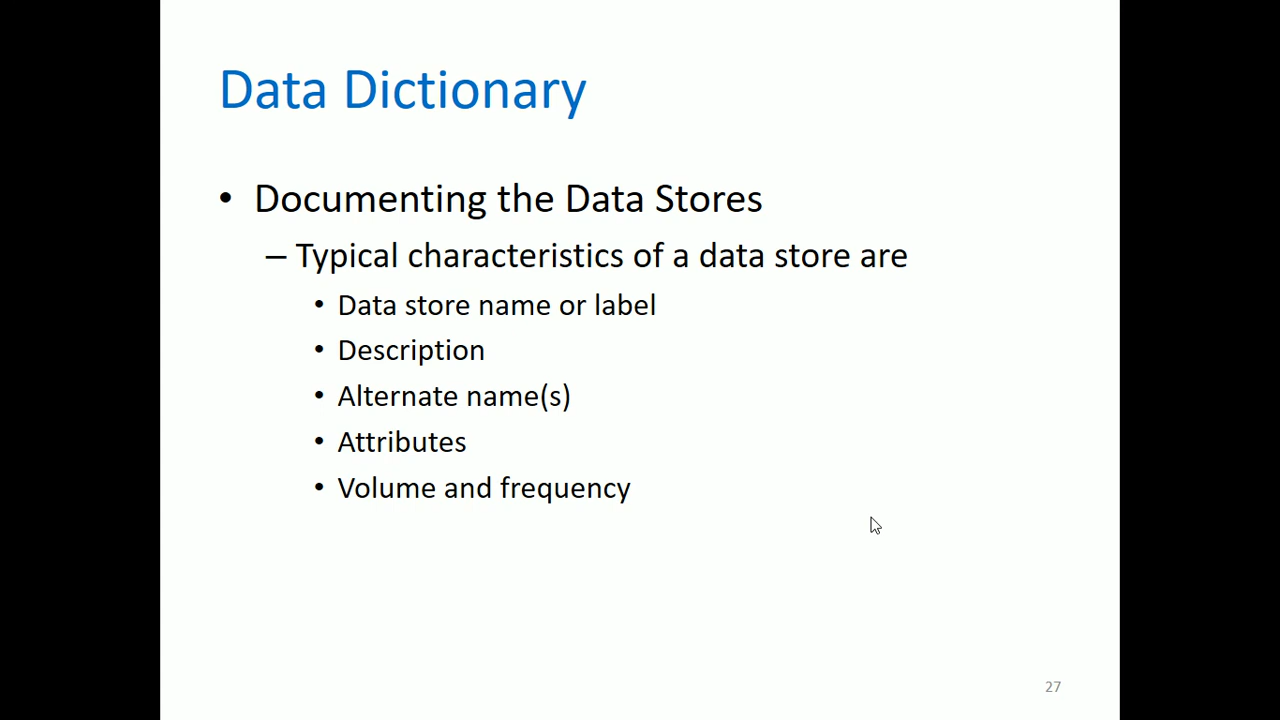 Data Dictionary
• Documenting the Data Stores
– Typical characteristics of a data store are
• Data store name or label
• Description
• Alternate name(s)
• Attributes
• Volume and frequency
27